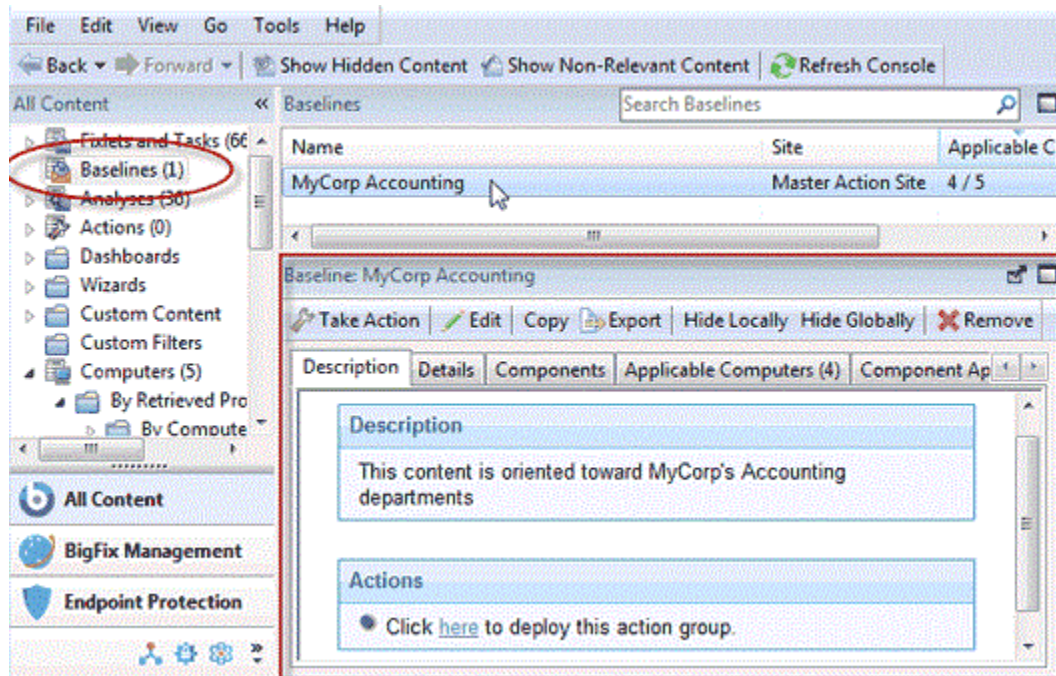 File Edit View Go Tools Help
Back Forward Show Hidden Content Show Non-Relevant Content Refresh Console
All Content « Baselines Search Baselines
Fixlets and Tasks (66
Baselines (1)
Analyses (36)
Actions (0)
Dashboards
Wizards
Custom Content
Custom Filters
Computers (5)
By Retrieved Pro
By Compute
All Content
BigFix Management
Endpoint Protection
Name Site Applicable C
MyCorp Accounting Master Action Site 4 / 5
Baseline: MyCorp Accounting
Take Action Edit Copy Export Hide Locally Hide Globally Remove
Description Details Components Applicable Computers (4) Component Ap
Description
This content is oriented toward MyCorp's Accounting
departments
Actions
Click here to deploy this action group.